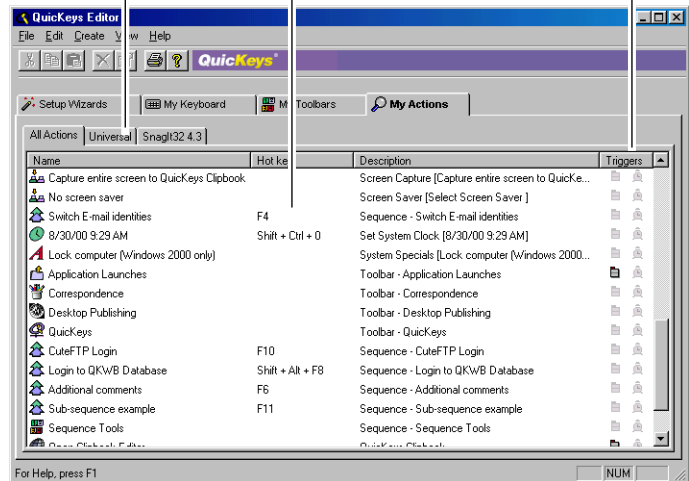 QuicKeys Editor
File Edit Create View Help
QuicKeys®
Setup Wizards My Keyboard My Toolbars My Actions
All Actions Universal SnagIt32 4.3
Name Hot key Description Triggers
Capture entire screen to QuicKeys Clipbook Screen Capture [Capture entire screen to QuicKe...
No screen saver Screen Saver [Select Screen Saver ]
Switch E-mail identities F4 Sequence - Switch E-mail identities
8/30/00 9:29 AM Shift + Ctrl + 0 Set System Clock [8/30/00 9:29 AM]
Lock computer (Windows 2000 only) System Specials [Lock computer (Windows 2000...
Application Launches Toolbar - Application Launches
Correspondence Toolbar - Correspondence
Desktop Publishing Toolbar - Desktop Publishing
QuicKeys Toolbar - QuicKeys
CuteFTP Login F10 Sequence - CuteFTP Login
Login to QKWB Database Shift + Alt + F8 Sequence - Login to QKWB Database
Additional comments F6 Sequence - Additional comments
Sub-sequence example F11 Sequence - Sub-sequence example
Sequence Tools Sequence - Sequence Tools
Open Clipbook Editor QuicKeys Clipbook
For Help, press F1 NUM